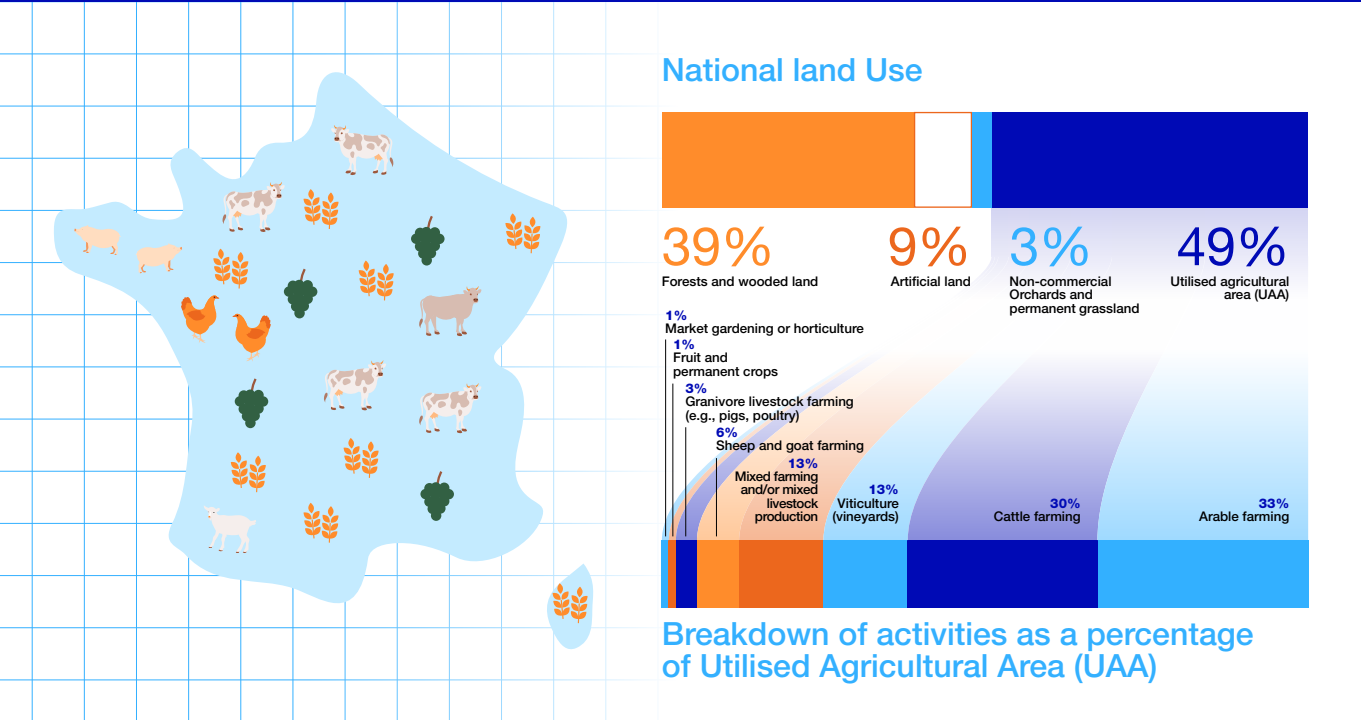 National land Use
39%
Forests and wooded land
9%
Artificial land
3%
Non-commercial
Orchards and
permanent grassland
49%
Utilised agricultural
area (UAA)
1%
Market gardening or horticulture
1%
Fruit and
permanent crops
3%
Granivore livestock farming
(e.g., pigs, poultry)
6%
Sheep and goat farming
13%
Mixed farming
and/or mixed
livestock
production
13%
Viticulture
(vineyards)
30%
Cattle farming
33%
Arable farming
Breakdown of activities as a percentage
of Utilised Agricultural Area (UAA)